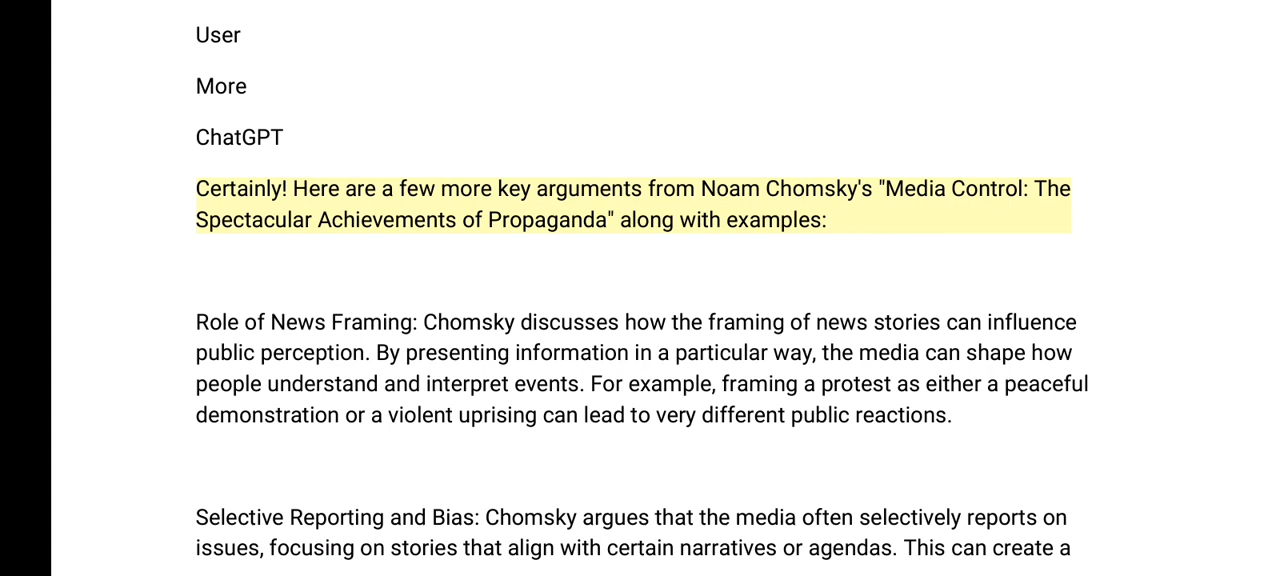 User
More
ChatGPT
Certainly! Here are a few more key arguments from Noam Chomsky's "Media Control: The
Spectacular Achievements of Propaganda" along with examples:
Role of News Framing: Chomsky discusses how the framing of news stories can influence
public perception. By presenting information in a particular way, the media can shape how
people understand and interpret events. For example, framing a protest as either a peaceful
demonstration or a violent uprising can lead to very different public reactions.
Selective Reporting and Bias: Chomsky argues that the media often selectively reports on
issues, focusing on stories that align with certain narratives or agendas. This can create a